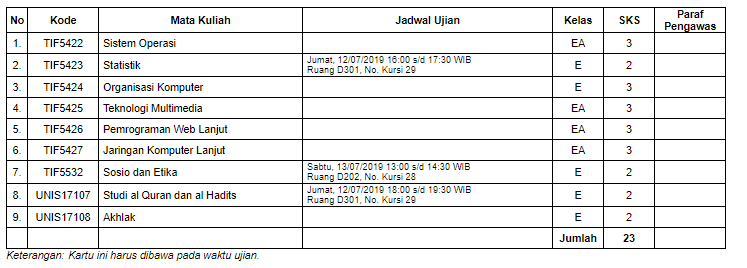 No Kode Mata Kuliah Jadwal Ujian Kelas SKS Paraf Pengawas
1. TIF5422 Sistem Operasi EA 3
2. TIF5423 Statistik Jumat, 12/07/2019 16:00 s/d 17:30 WIB E 2
Ruang D301, No. Kursi 29
3. TIF5424 Organisasi Komputer E 3
4. TIF5425 Teknologi Multimedia EA 3
5. TIF5426 Pemrograman Web Lanjut EA 3
6. TIF5427 Jaringan Komputer Lanjut EA 3
7. TIF5532 Sosio dan Etika Sabtu, 13/07/2019 13:00 s/d 14:30 WIB E 2
Ruang D202, No. Kursi 28
8. UNIS17107 Studi al Quran dan al Hadits Jumat, 12/07/2019 18:00 s/d 19:30 WIB E 2
Ruang D301, No. Kursi 29
9. UNIS17108 Akhlak E 2
Jumlah 23
Keterangan: Kartu ini harus dibawa pada waktu ujian.